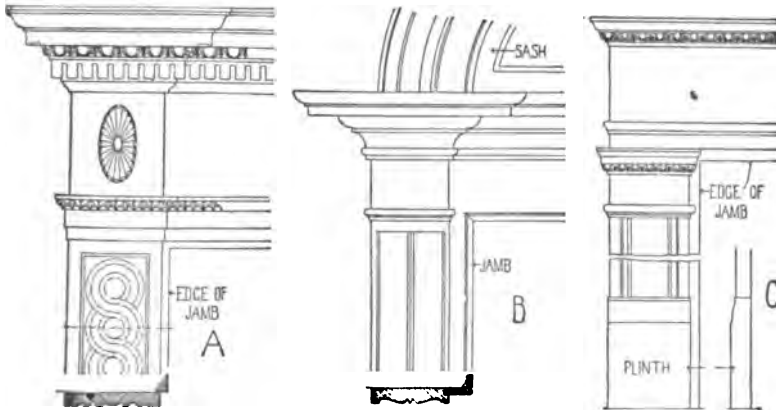 EDGE OF
JAMB
A
SASH
JAMB
B
EDGE OF
JAMB
C
PLINTH